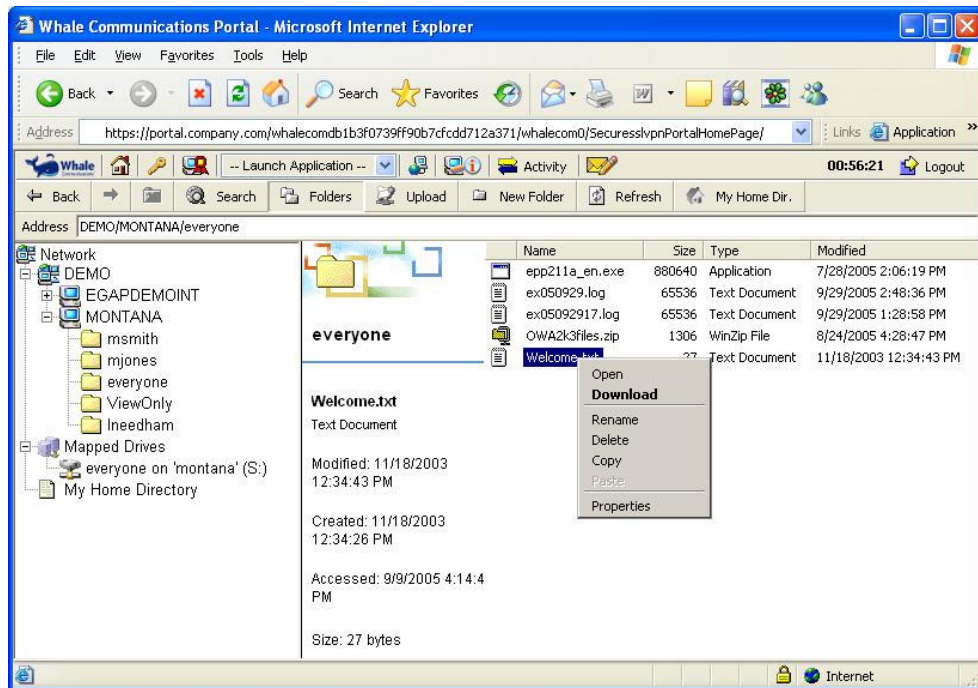 Whale Communications Portal - Microsoft Internet Explorer
File Edit View Favorites Tools Help
Back Search Favorites
Address https://portal.company.com/whalecomdb1b3f0739ff90b7cfcdd712a371/whalecom0/SecuresslvpnPortalHomePage/ Links Application »
Whale -- Launch Application -- Activity 00:56:21 Logout
Back Search Folders Upload New Folder Refresh My Home Dir.
Address DEMO/MONTANA/everyone
Network
DEMO
EGAPDEMOINT
MONTANA
msmith
mjones
everyone
ViewOnly
lneedham
Mapped Drives
everyone on 'montana' (S:)
My Home Directory
everyone
Welcome.txt
Text Document
Modified: 11/18/2003
12:34:43 PM
Created: 11/18/2003
12:34:26 PM
Accessed: 9/9/2005 4:14:4
PM
Size: 27 bytes
Name Size Type Modified
epp211a_en.exe 880640 Application 7/28/2005 2:06:19 PM
ex050929.log 65536 Text Document 9/29/2005 2:48:36 PM
ex05092917.log 65536 Text Document 9/29/2005 1:28:58 PM
OWA2k3files.zip 1306 WinZip File 8/24/2005 4:28:47 PM
Welcome.txt 27 Text Document 11/18/2003 12:34:43 PM
Open
Download
Rename
Delete
Copy
Paste
Properties
Internet